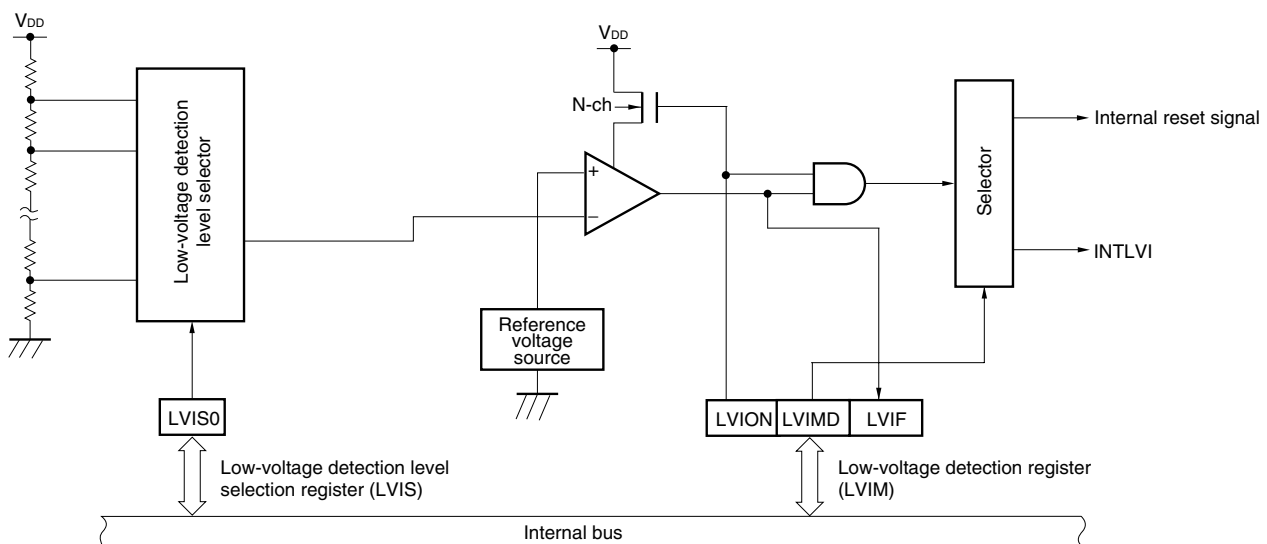 VDD
Low-voltage detection
level selector
VDD
N-ch
+
−
Reference
voltage
source
Selector
Internal reset signal
INTLVI
LVIS0
LVION
LVIMD
LVIF
Low-voltage detection level
selection register (LVIS)
Low-voltage detection register
(LVIM)
Internal bus